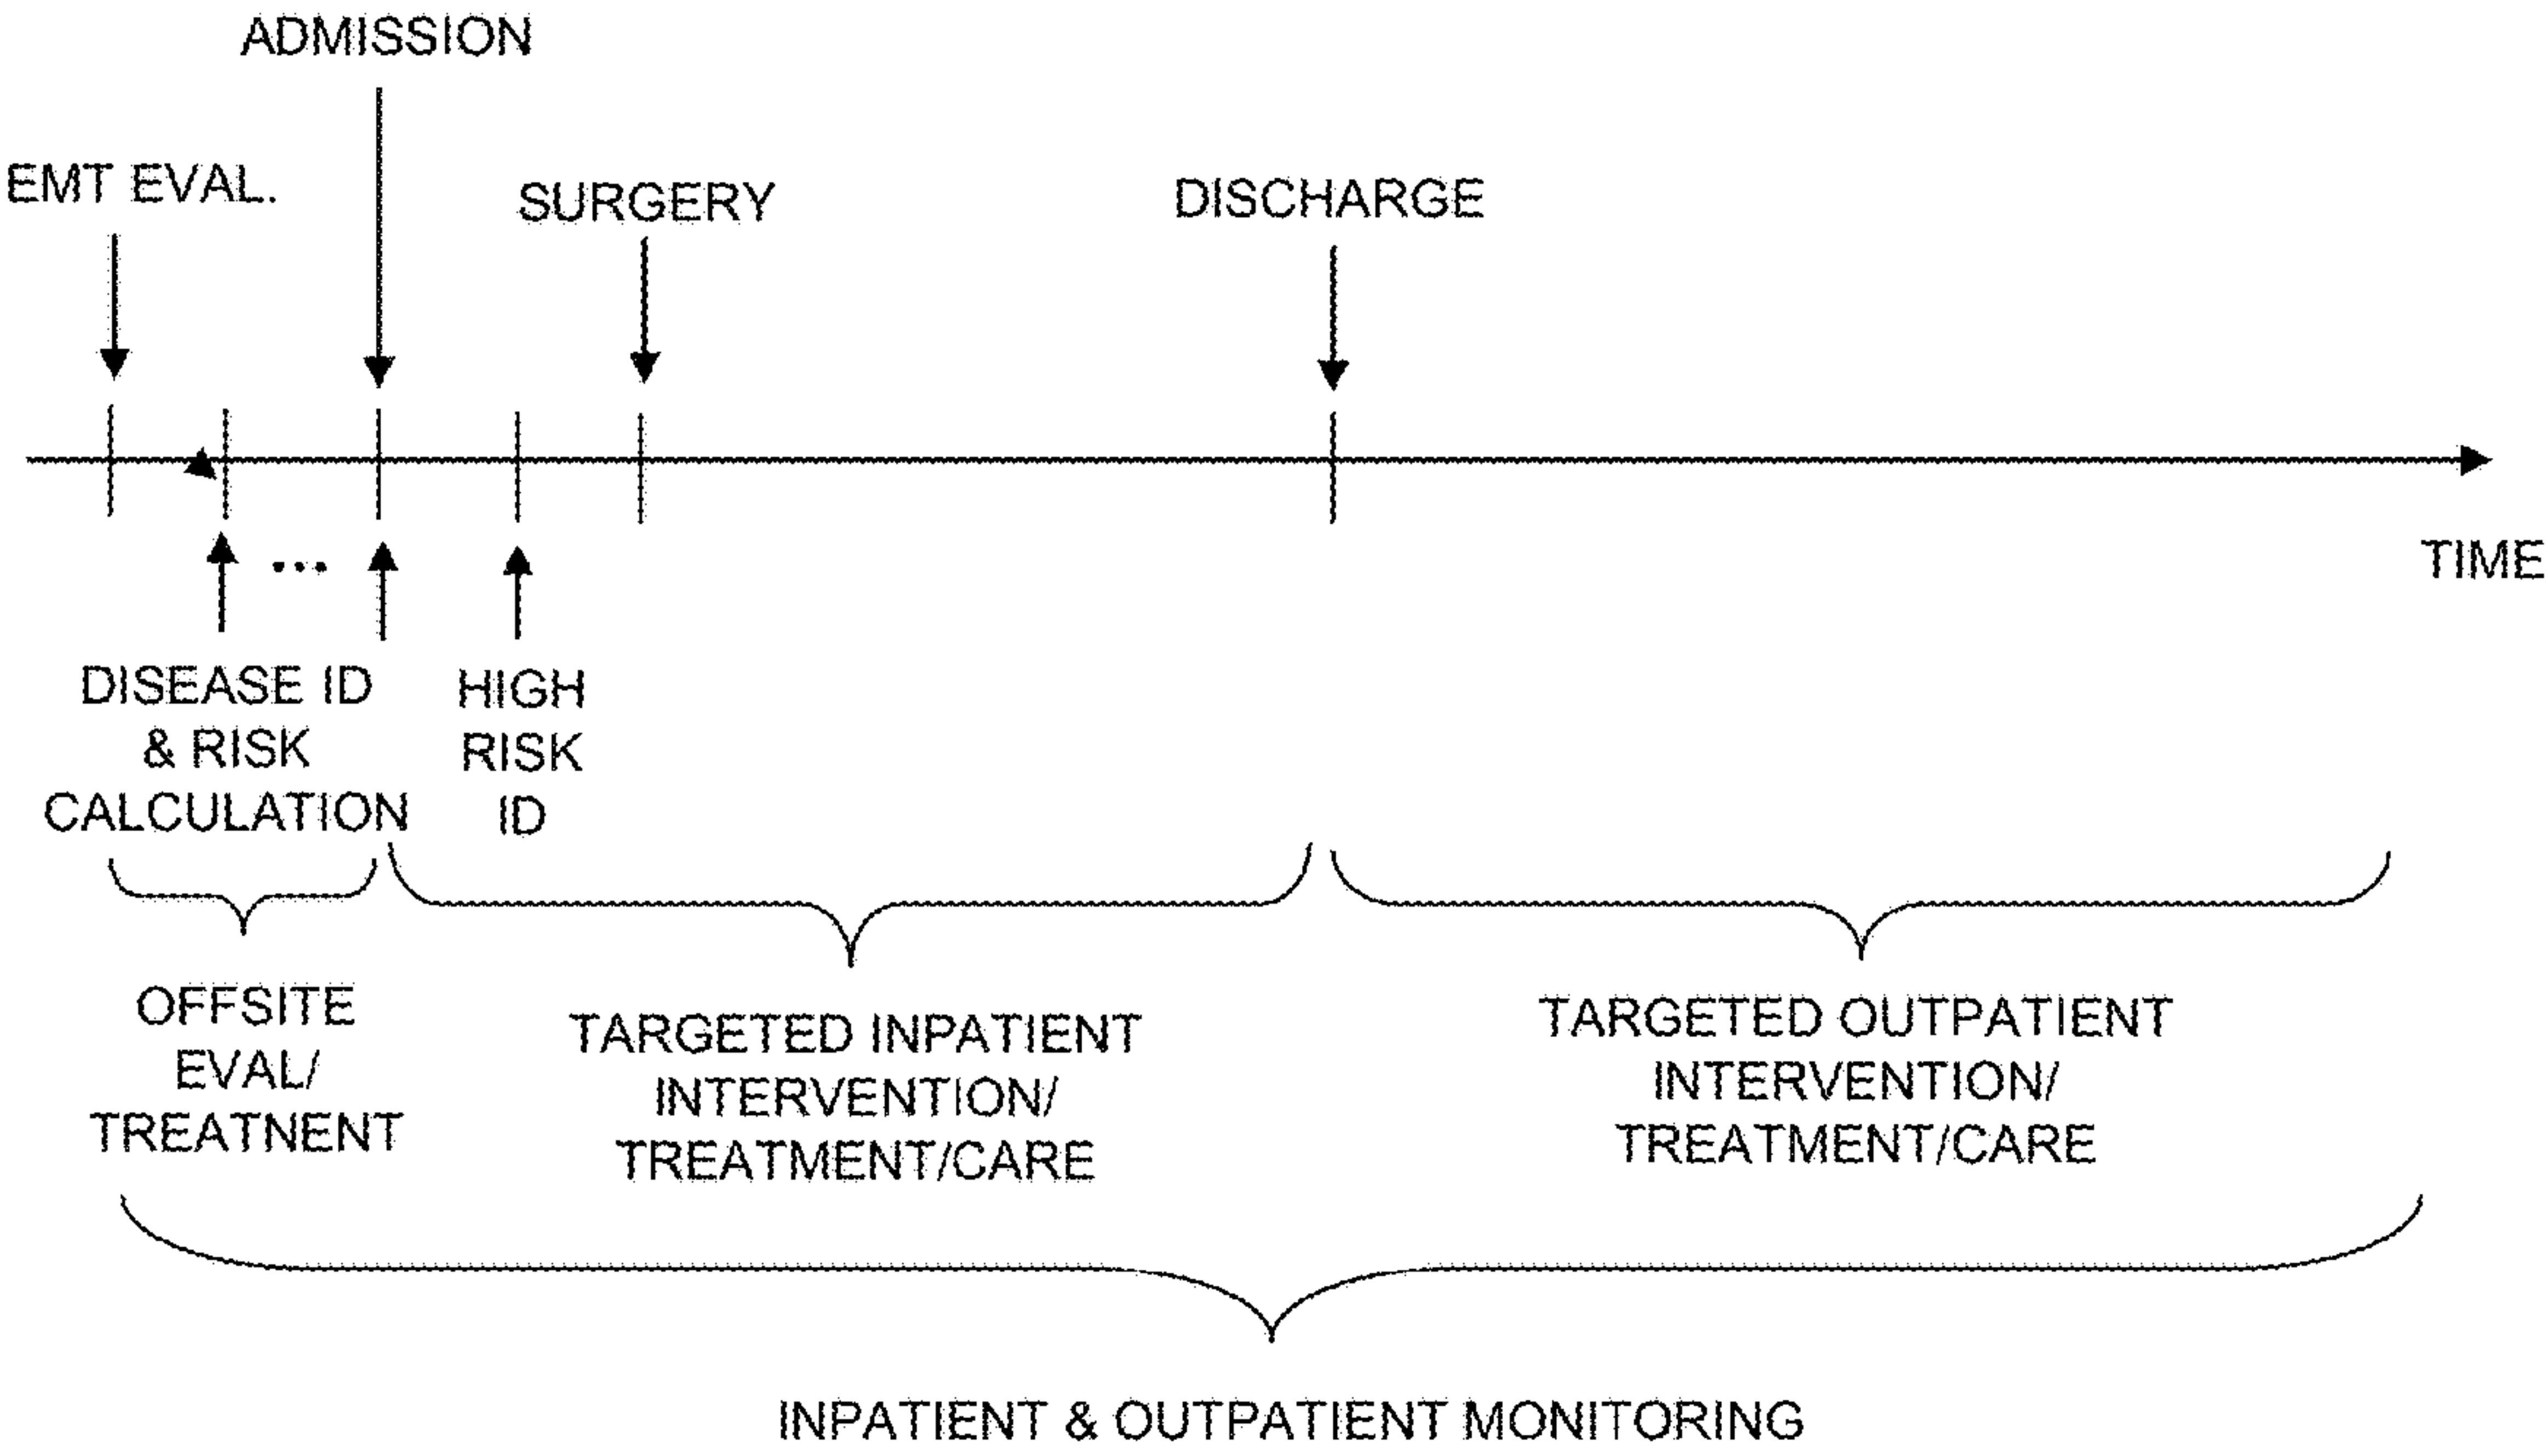 ADMISSION
EMT EVAL.
SURGERY
DISCHARGE
TIME
...
DISEASE ID
& RISK
CALCULATION
HIGH
RISK
ID
OFFSITE
EVAL/
TREATNENT
TARGETED INPATIENT
INTERVENTION/
TREATMENT/CARE
TARGETED OUTPATIENT
INTERVENTION/
TREATMENT/CARE
INPATIENT & OUTPATIENT MONITORING